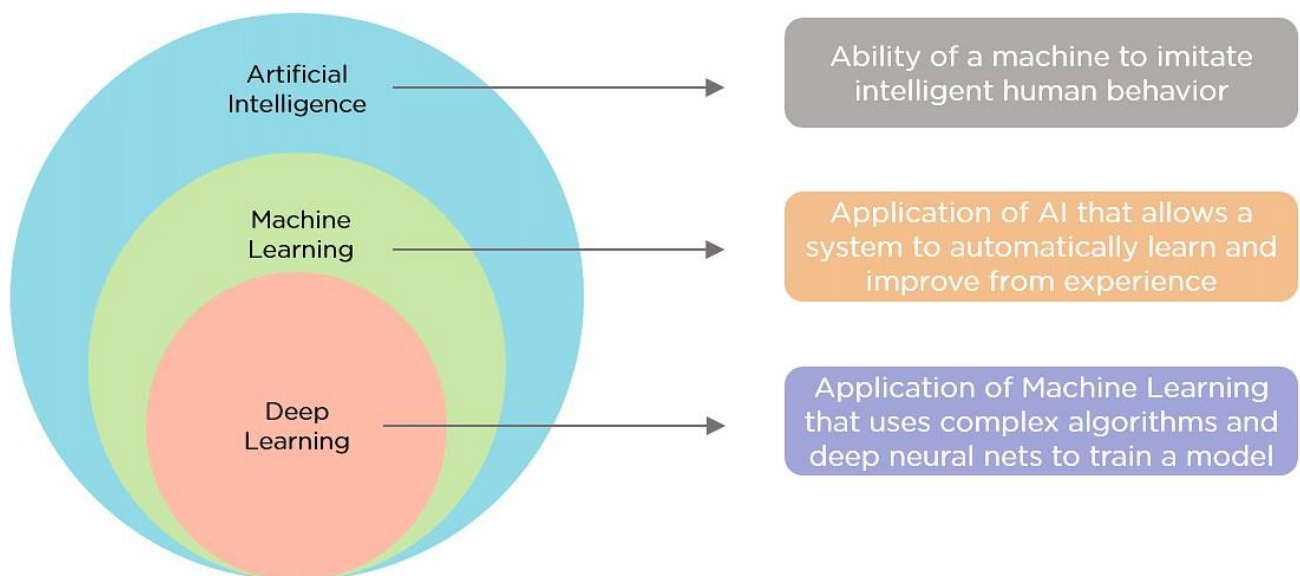 Artificial
Intelligence
Ability of a machine to imitate
intelligent human behavior
Machine
Learning
Application of AI that allows a
system to automatically learn and
improve from experience
Deep
Learning
Application of Machine Learning
that uses complex algorithms and
deep neural nets to train a model